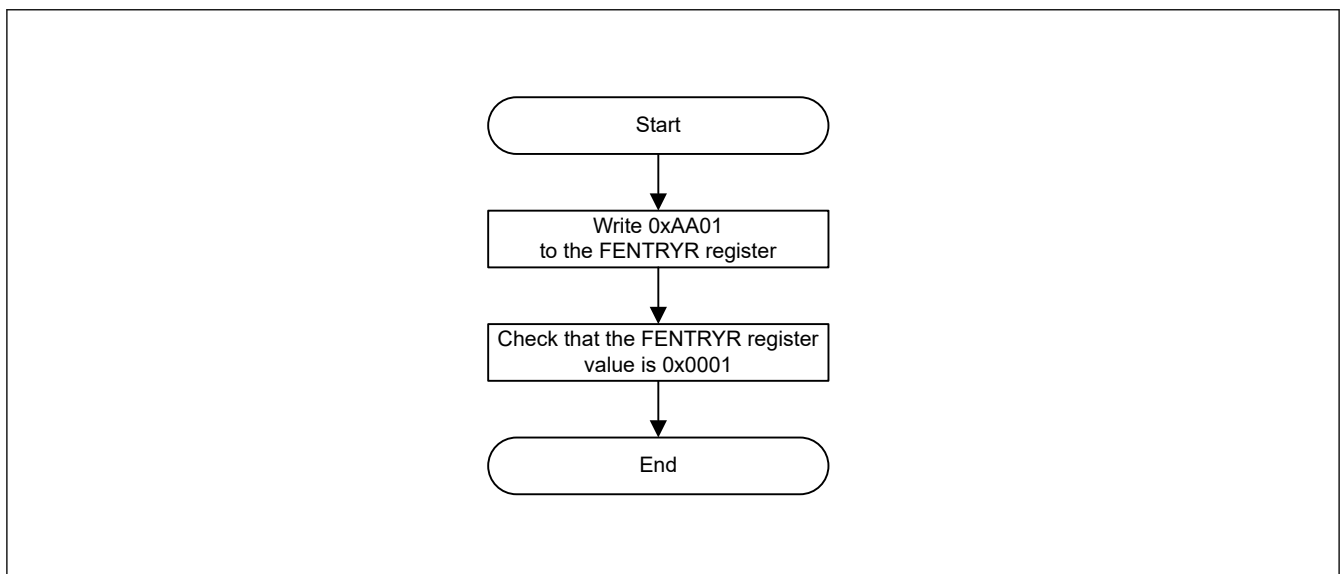 Start
Write 0xAA01
to the FENTRYR register
Check that the FENTRYR register
value is 0x0001
End